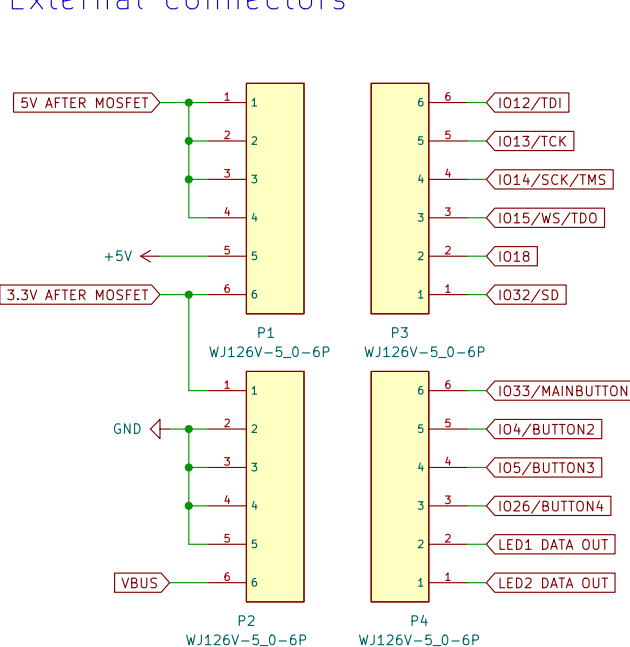 External connectors
5V AFTER MOSFET
1 1
2 2
3 3
4 4
+5V
5 5
3.3V AFTER MOSFET
6 6
P1
WJ126V-5_0-6P
6 6 IO12/TDI
5 5 IO13/TCK
4 4 IO14/SCK/TMS
3 3 IO15/WS/TDO
2 2 IO18
1 1 IO32/SD
P3
WJ126V-5_0-6P
1 1
GND
2 2
3 3
4 4
5 5
VBUS
6 6
P2
WJ126V-5_0-6P
6 6 IO33/MAINBUTTON
5 5 IO4/BUTTON2
4 4 IO5/BUTTON3
3 3 IO26/BUTTON4
2 2 LED1 DATA OUT
1 1 LED2 DATA OUT
P4
WJ126V-5_0-6P